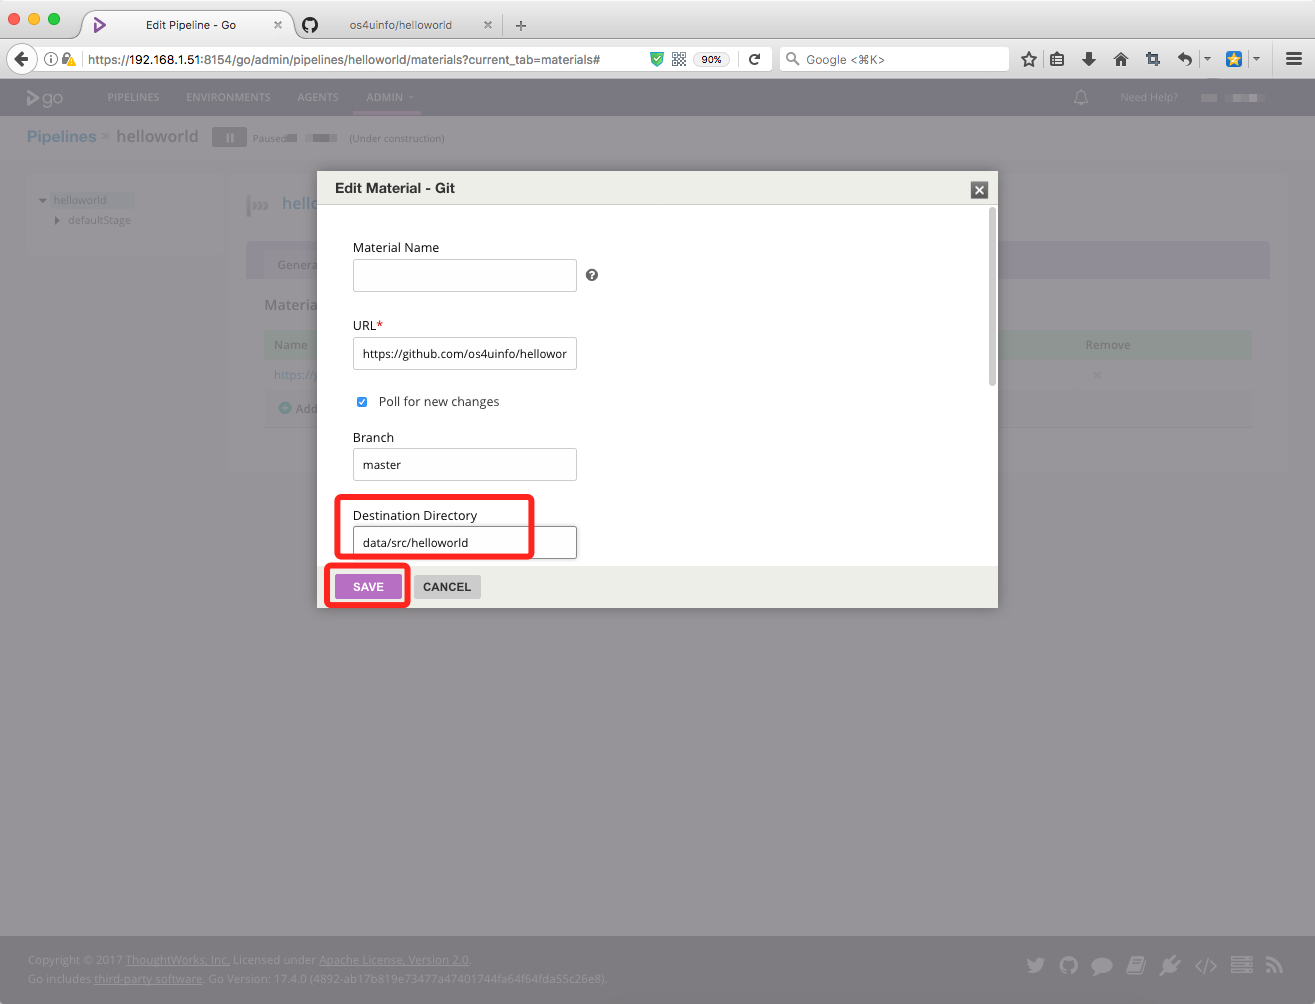 Edit Pipeline - Go
os4uinfo/helloworld
https://192.168.1.51:8154/go/admin/pipelines/helloworld/materials?current_tab=materials#
90%
Google <⌘K>
go
PIPELINES
ENVIRONMENTS
AGENTS
ADMIN
Need Help?
Pipelines » helloworld
Paused
(Under construction)
helloworld
defaultStage
hello
Genera
Materia
Name
Remove
https://g
Add
Edit Material - Git
Material Name
URL*
https://github.com/os4uinfo/hellowor
Poll for new changes
Branch
master
Destination Directory
data/src/helloworld
SAVE
CANCEL
Copyright © 2017 ThoughtWorks, Inc. Licensed under Apache License, Version 2.0.
Go includes third-party software. Go Version: 17.4.0 (4892-ab17b819e73477a47401744fa64f64fda55c26e8).